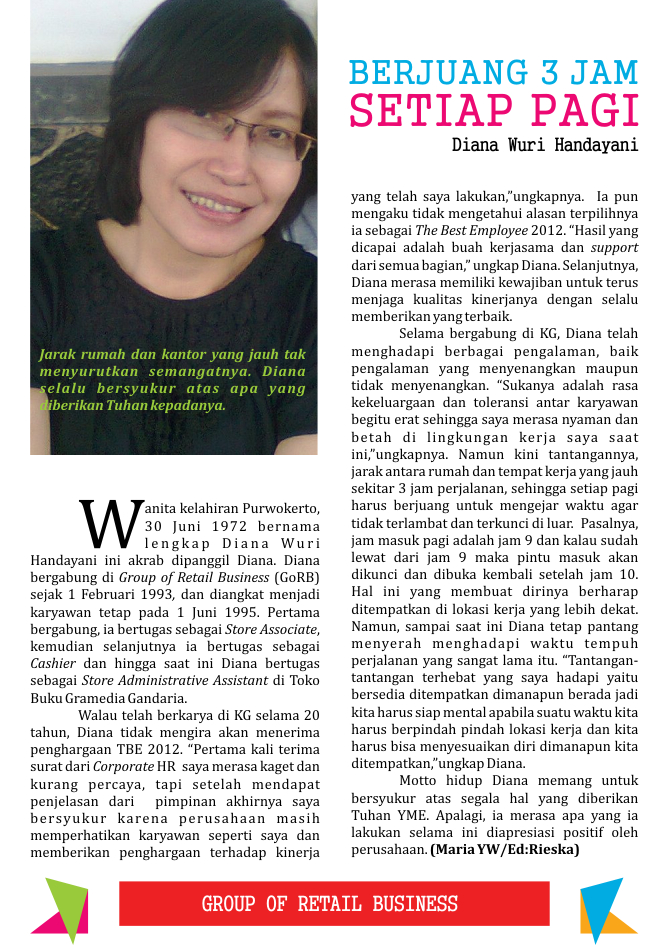 BERJUANG 3 JAM
SETIAP PAGI
Diana Wuri Handayani
Jarak rumah dan kantor yang jauh tak
menyurutkan semangatnya. Diana
selalu bersyukur atas apa yang
diberikan Tuhan kepadanya.
Wanita kelahiran Purwokerto,
30 Juni 1972 bernama
lengkap Diana Wuri
Handayani ini akrab dipanggil Diana. Diana
bergabung di Group of Retail Business (GoRB)
sejak 1 Februari 1993, dan diangkat menjadi
karyawan tetap pada 1 Juni 1995. Pertama
bergabung, ia bertugas sebagai Store Associate,
kemudian selanjutnya ia bertugas sebagai
Cashier dan hingga saat ini Diana bertugas
sebagai Store Administrative Assistant di Toko
Buku Gramedia Gandaria.
Walau telah berkarya di KG selama 20
tahun, Diana tidak mengira akan menerima
penghargaan TBE 2012. “Pertama kali terima
surat dari Corporate HR saya merasa kaget dan
kurang percaya, tapi setelah mendapat
penjelasan dari pimpinan akhirnya saya
bersyukur karena perusahaan masih
memperhatikan karyawan seperti saya dan
memberikan penghargaan terhadap kinerja
yang telah saya lakukan,”ungkapnya. Ia pun
mengaku tidak mengetahui alasan terpilihnya
ia sebagai The Best Employee 2012. “Hasil yang
dicapai adalah buah kerjasama dan support
dari semua bagian,” ungkap Diana. Selanjutnya,
Diana merasa memiliki kewajiban untuk terus
menjaga kualitas kinerjanya dengan selalu
memberikan yang terbaik.
Selama bergabung di KG, Diana telah
menghadapi berbagai pengalaman, baik
pengalaman yang menyenangkan maupun
tidak menyenangkan. “Sukanya adalah rasa
kekeluargaan dan toleransi antar karyawan
begitu erat sehingga saya merasa nyaman dan
betah di lingkungan kerja saya saat
ini,”ungkapnya. Namun kini tantangannya,
jarak antara rumah dan tempat kerja yang jauh
sekitar 3 jam perjalanan, sehingga setiap pagi
harus berjuang untuk mengejar waktu agar
tidak terlambat dan terkunci di luar. Pasalnya,
jam masuk pagi adalah jam 9 dan kalau sudah
lewat dari jam 9 maka pintu masuk akan
dikunci dan dibuka kembali setelah jam 10.
Hal ini yang membuat dirinya berharap
ditempatkan di lokasi kerja yang lebih dekat.
Namun, sampai saat ini Diana tetap pantang
menyerah menghadapi waktu tempuh
perjalanan yang sangat lama itu. “Tantangan-
tantangan terhebat yang saya hadapi yaitu
bersedia ditempatkan dimanapun berada jadi
kita harus siap mental apabila suatu waktu kita
harus berpindah pindah lokasi kerja dan kita
harus bisa menyesuaikan diri dimanapun kita
ditempatkan,”ungkap Diana.
Motto hidup Diana memang untuk
bersyukur atas segala hal yang diberikan
Tuhan YME. Apalagi, ia merasa apa yang ia
lakukan selama ini diapresiasi positif oleh
perusahaan. (Maria YW/Ed:Rieska)
GROUP OF RETAIL BUSINESS